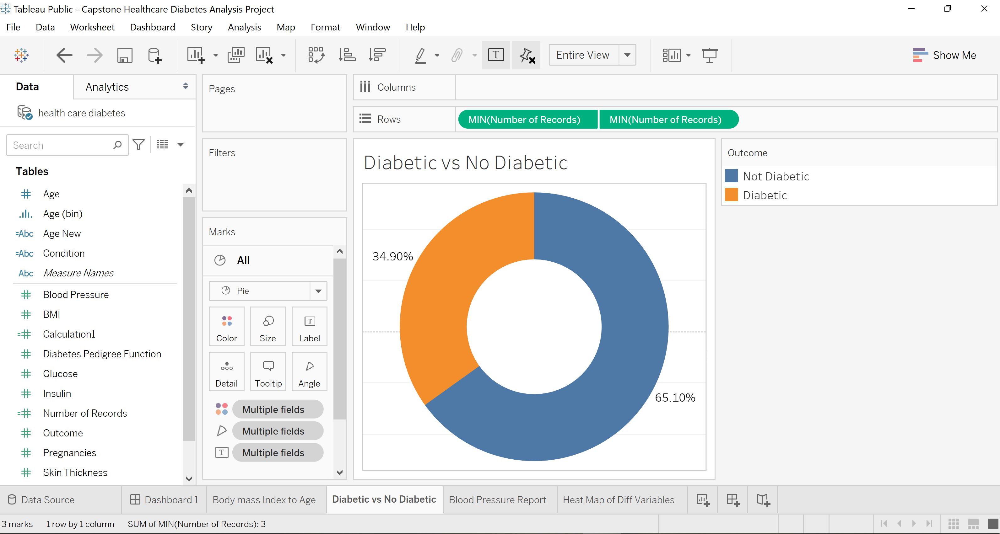 Tableau Public - Capstone Healthcare Diabetes Analysis Project
File Data Worksheet Dashboard Story Analysis Map Format Window Help
T Entire View Show Me
Data Analytics
health care diabetes
Search
Tables
Age
Age (bin)
=Abc Age New
=Abc Condition
Abc Measure Names
Blood Pressure
BMI
Calculation1
Diabetes Pedigree Function
Glucose
Insulin
Number of Records
Outcome
Pregnancies
Skin Thickness
Pages
Filters
Marks
All
Pie
Color Size T Label
Detail Tooltip Angle
Multiple fields
Multiple fields
T Multiple fields
Columns
Rows MIN(Number of Records) MIN(Number of Records)
Diabetic vs No Diabetic
34.90%
65.10%
Outcome
Not Diabetic
Diabetic
Data Source Dashboard 1 Body mass Index to Age Diabetic vs No Diabetic Blood Pressure Report Heat Map of Diff Variables
3 marks 1 row by 1 column SUM of MIN(Number of Records): 3